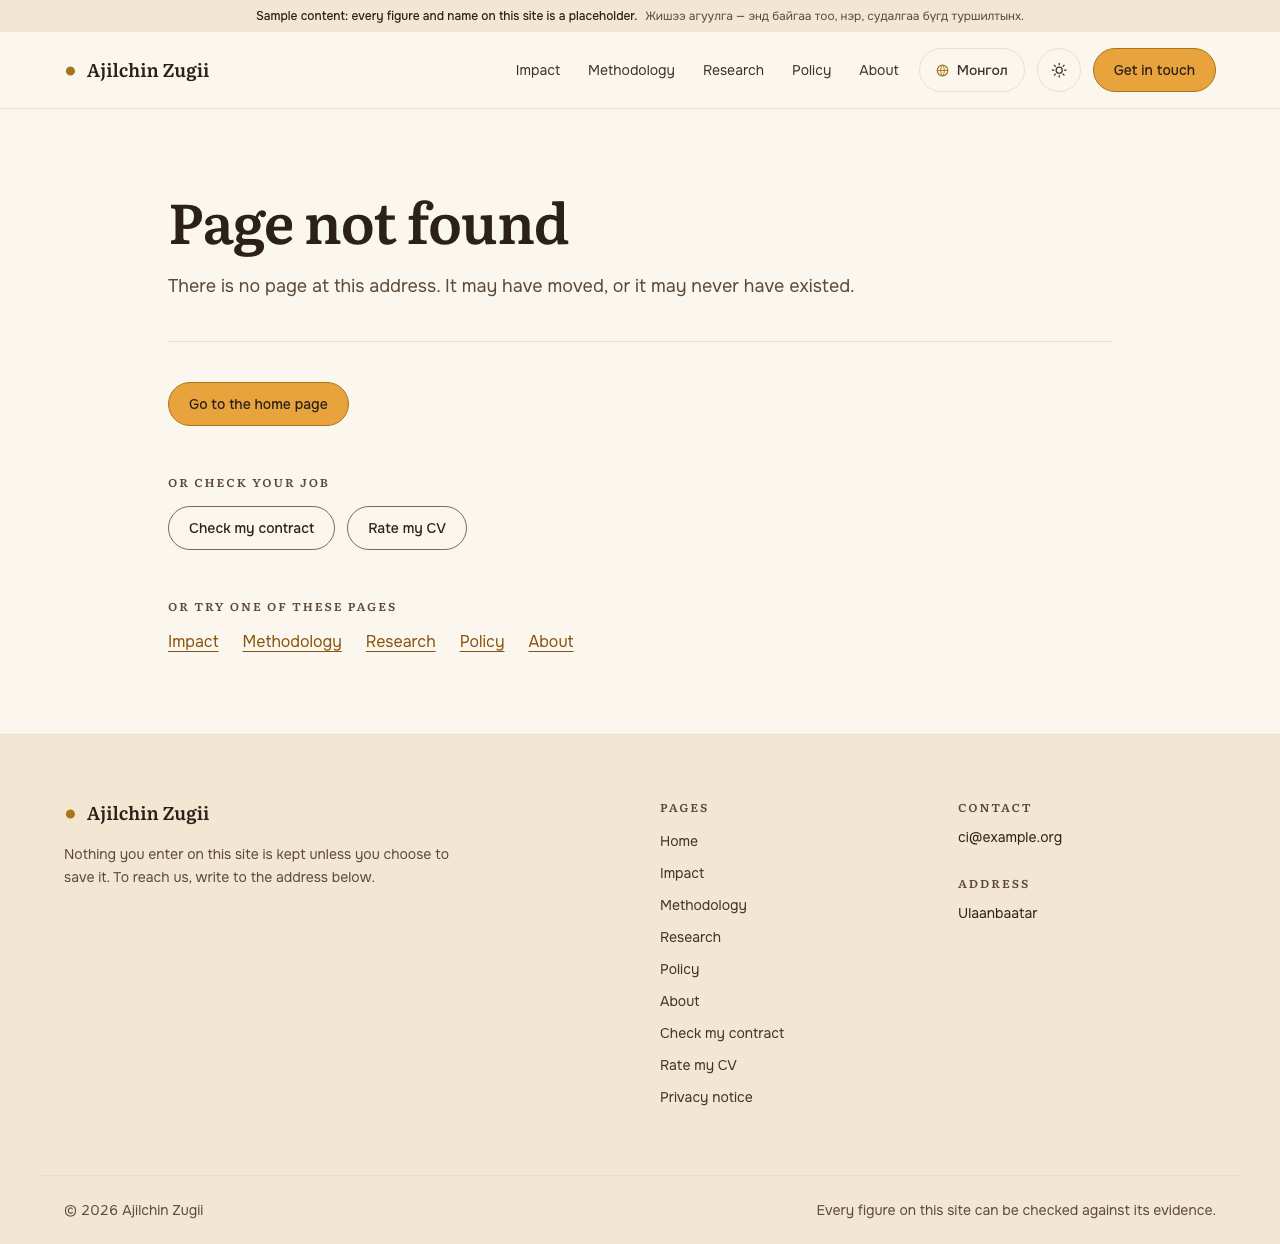 Sample content: every figure and name on this site is a placeholder. Жишээ агуулга — энд байгаа тоо, нэр, судалгаа бүгд туршилтынх.
Ajilchin Zugii
Impact Methodology Research Policy About Монгол Get in touch
Page not found
There is no page at this address. It may have moved, or it may never have existed.
Go to the home page
OR CHECK YOUR JOB
Check my contract Rate my CV
OR TRY ONE OF THESE PAGES
Impact Methodology Research Policy About
Ajilchin Zugii
Nothing you enter on this site is kept unless you choose to
save it. To reach us, write to the address below.
PAGES
Home
Impact
Methodology
Research
Policy
About
Check my contract
Rate my CV
Privacy notice
CONTACT
ci@example.org
ADDRESS
Ulaanbaatar
© 2026 Ajilchin Zugii
Every figure on this site can be checked against its evidence.